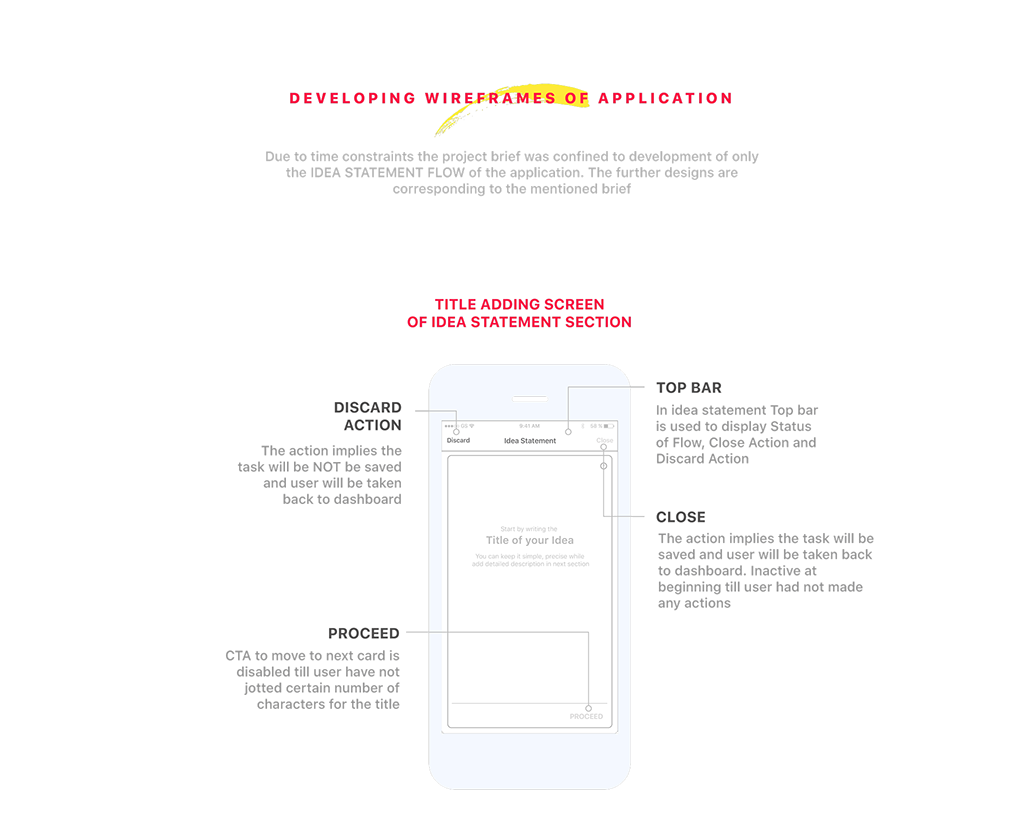 DEVELOPING WIREFRAMES OF APPLICATION
Due to time constraints the project brief was confined to development of only
the IDEA STATEMENT FLOW of the application. The further designs are
corresponding to the mentioned brief
TITLE ADDING SCREEN
OF IDEA STATEMENT SECTION
DISCARD
ACTION
The action implies the
task will be NOT be saved
and user will be taken
back to dashboard
TOP BAR
In idea statement Top bar
is used to display Status
of Flow, Close Action and
Discard Action
GS
9:41 AM
58 %
Discard
Idea Statement
Close
Start by writing the
Title of your Idea
You can keep it simple, precise while
add detailed description in next section
CLOSE
The action implies the task will be
saved and user will be taken back
to dashboard. Inactive at
beginning till user had not made
any actions
PROCEED
CTA to move to next card is
disabled till user have not
jotted certain number of
characters for the title
PROCEED